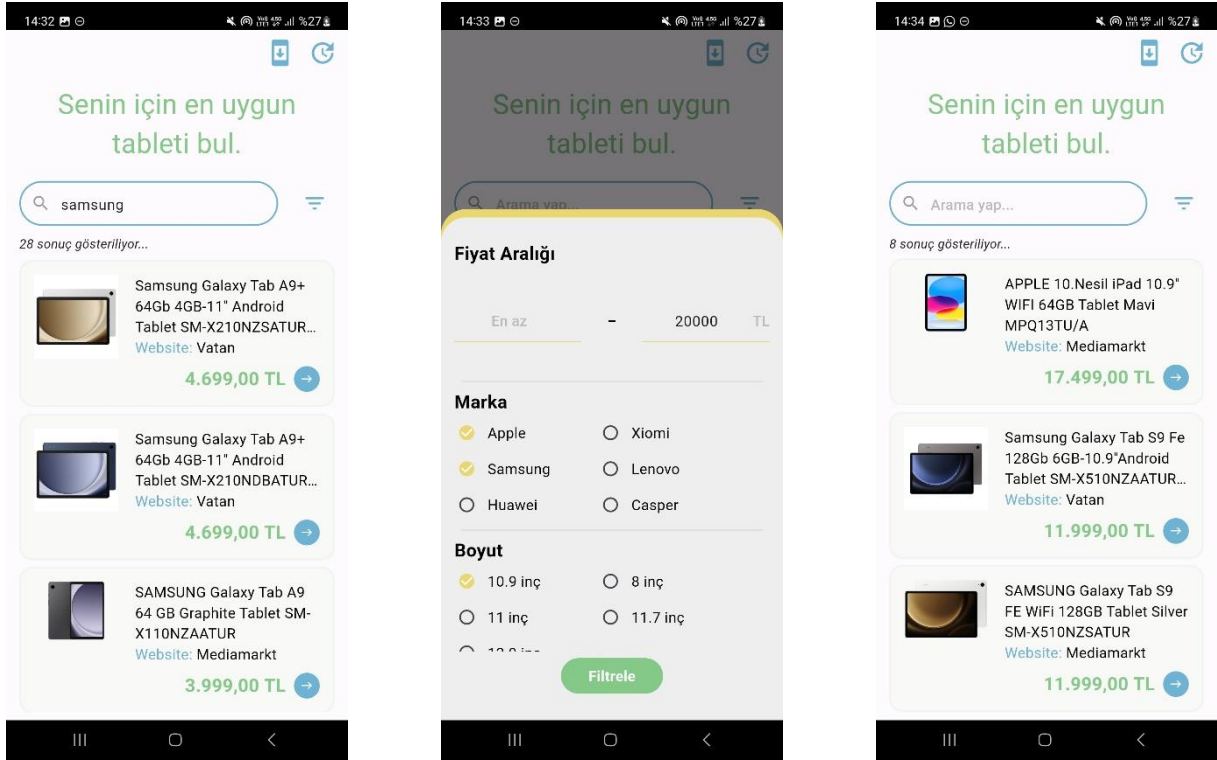 14:32
%27
Senin için en uygun
tableti bul.
samsung
28 sonuç gösteriliyor...
Samsung Galaxy Tab A9+
64Gb 4GB-11" Android
Tablet SM-X210NZSATUR...
Website: Vatan
4.699,00 TL
Samsung Galaxy Tab A9+
64Gb 4GB-11" Android
Tablet SM-X210NDBATUR...
Website: Vatan
4.699,00 TL
SAMSUNG Galaxy Tab A9
64 GB Graphite Tablet SM-
X110NZAATUR
Website: Mediamarkt
3.999,00 TL
14:33
%27
Senin için en uygun
tableti bul.
Arama yap...
Fiyat Aralığı
En az – 20000 TL
Marka
Apple Xiomi
Samsung Lenovo
Huawei Casper
Boyut
10.9 inç 8 inç
11 inç 11.7 inç
Filtrele
14:34
%27
Senin için en uygun
tableti bul.
Arama yap...
8 sonuç gösteriliyor...
APPLE 10.Nesil iPad 10.9"
WIFI 64GB Tablet Mavi
MPQ13TU/A
Website: Mediamarkt
17.499,00 TL
Samsung Galaxy Tab S9 Fe
128Gb 6GB-10.9"Android
Tablet SM-X510NZAATUR...
Website: Vatan
11.999,00 TL
SAMSUNG Galaxy Tab S9
FE WiFi 128GB Tablet Silver
SM-X510NZSATUR
Website: Mediamarkt
11.999,00 TL